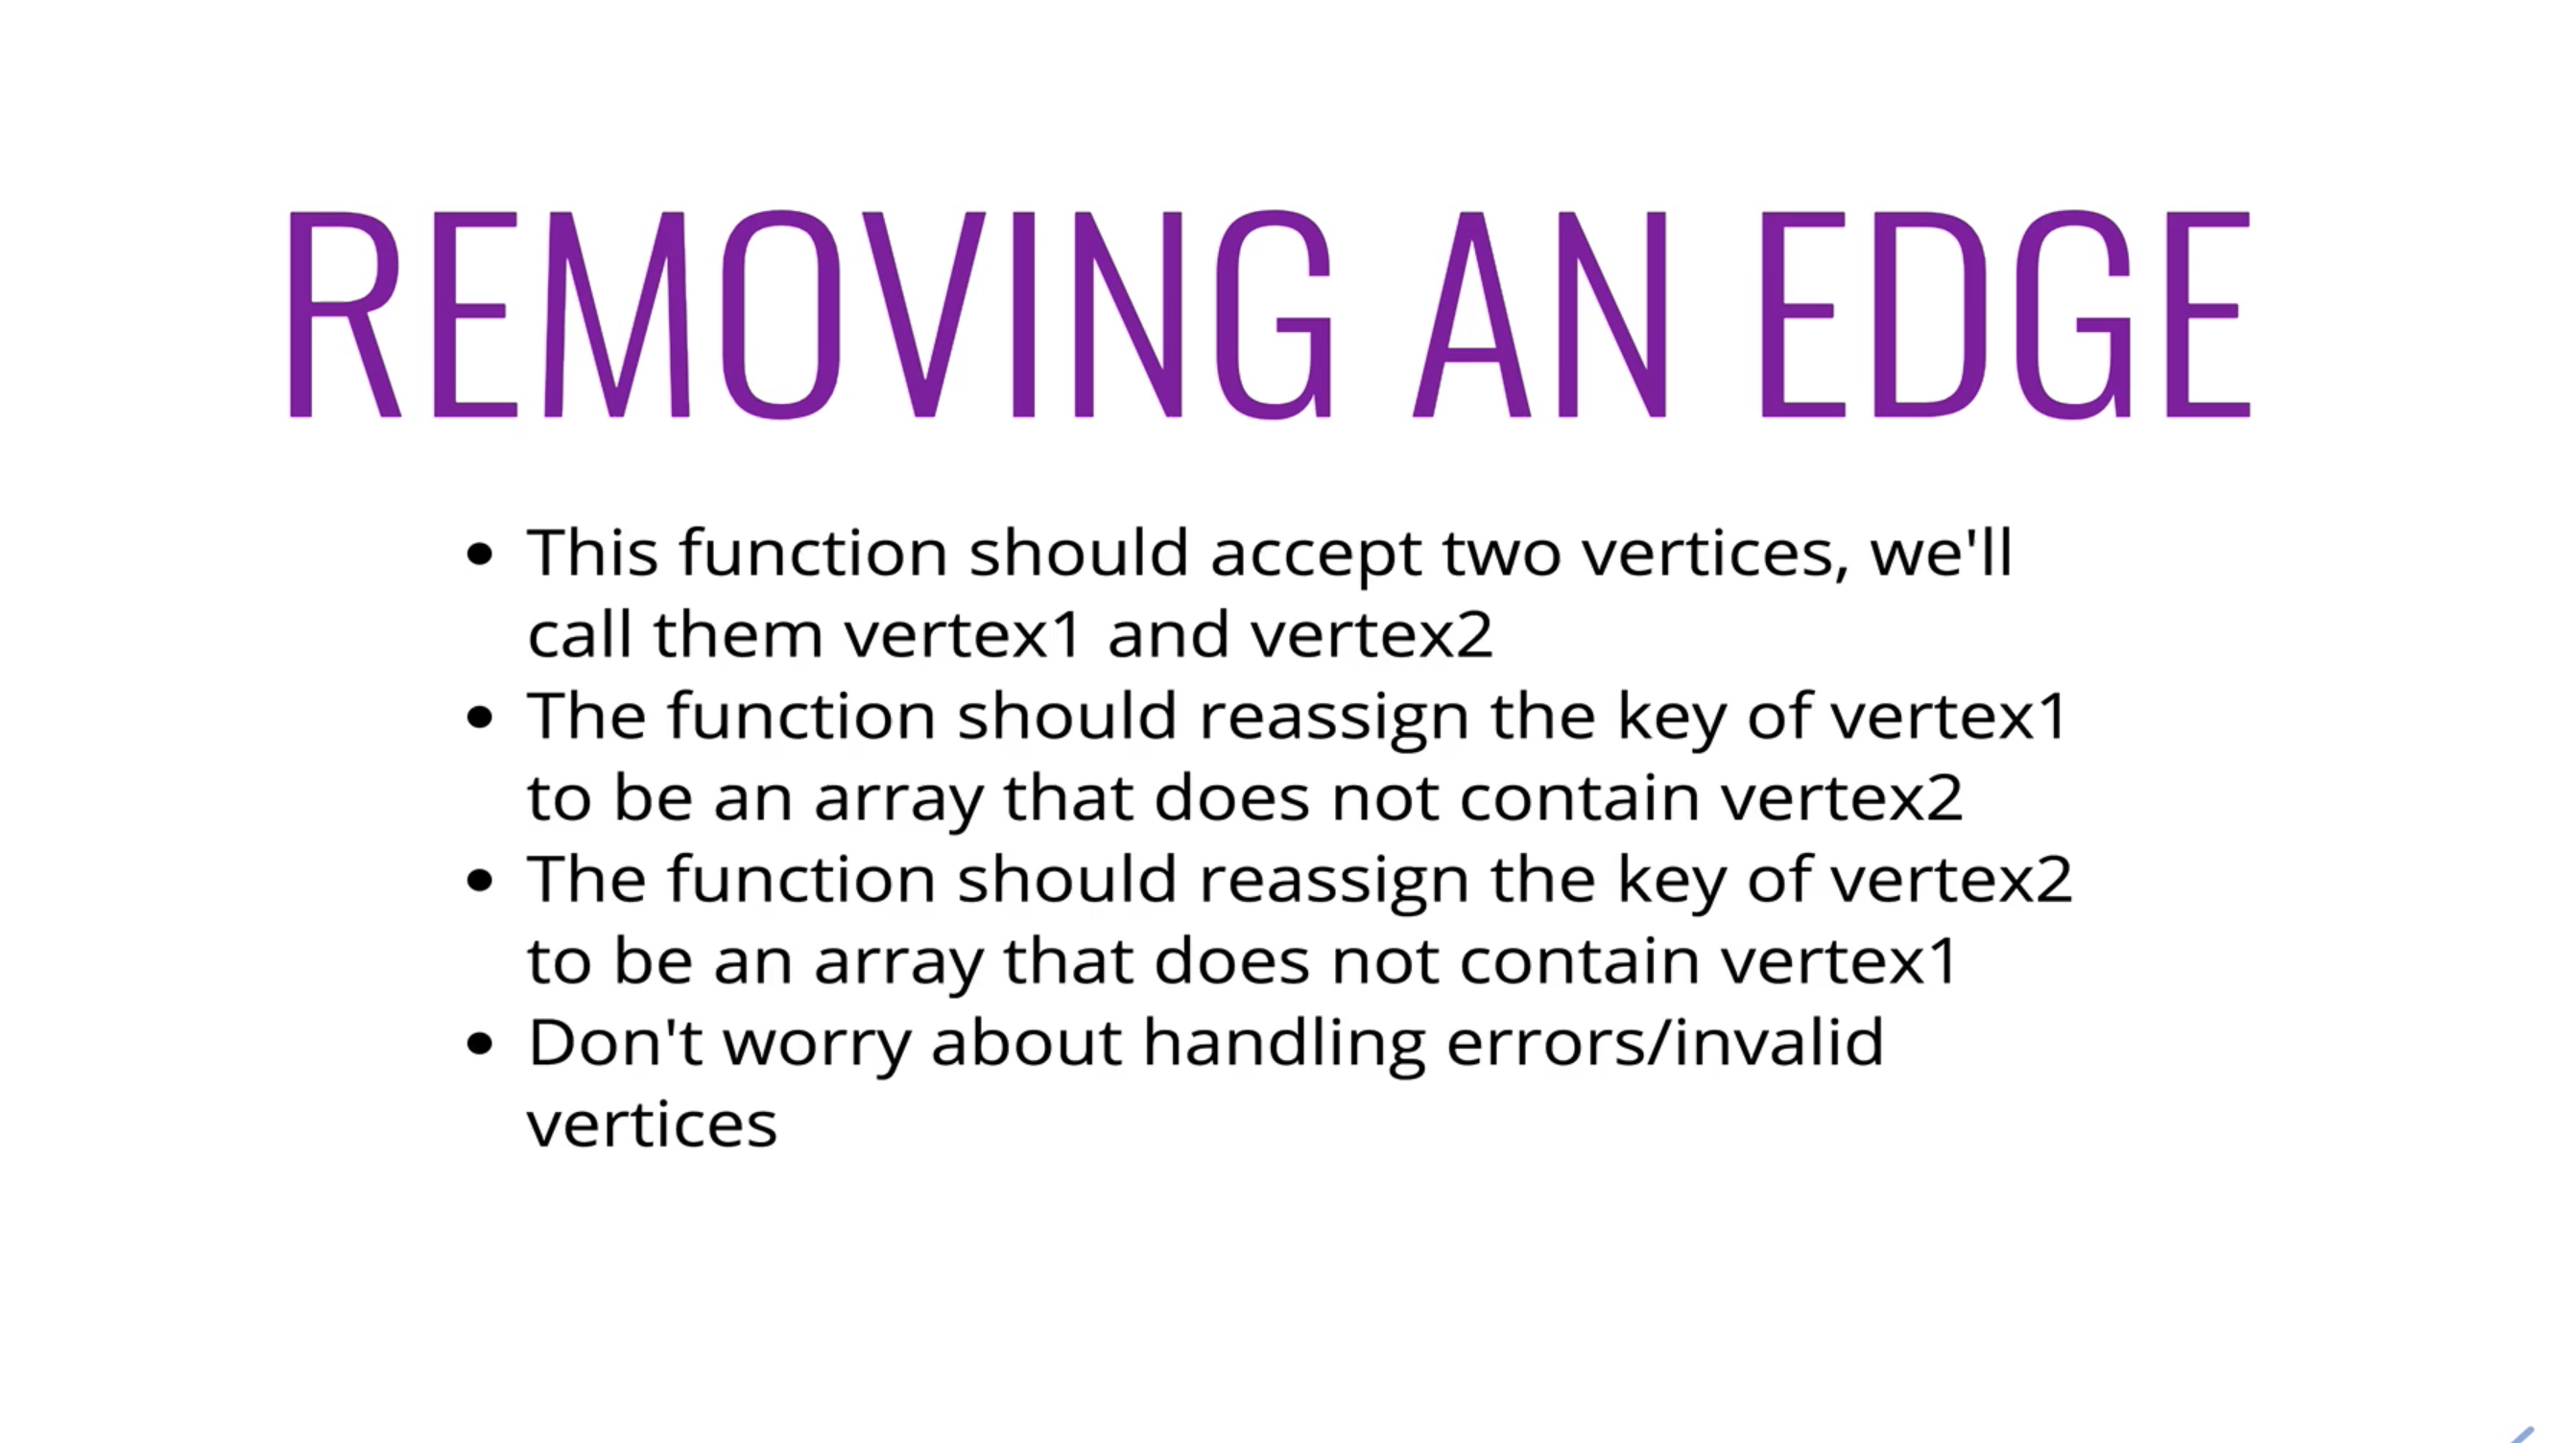 REMOVING AN EDGE
• This function should accept two vertices, we'll
call them vertex1 and vertex2
• The function should reassign the key of vertex1
to be an array that does not contain vertex2
• The function should reassign the key of vertex2
to be an array that does not contain vertex1
• Don't worry about handling errors/invalid
vertices